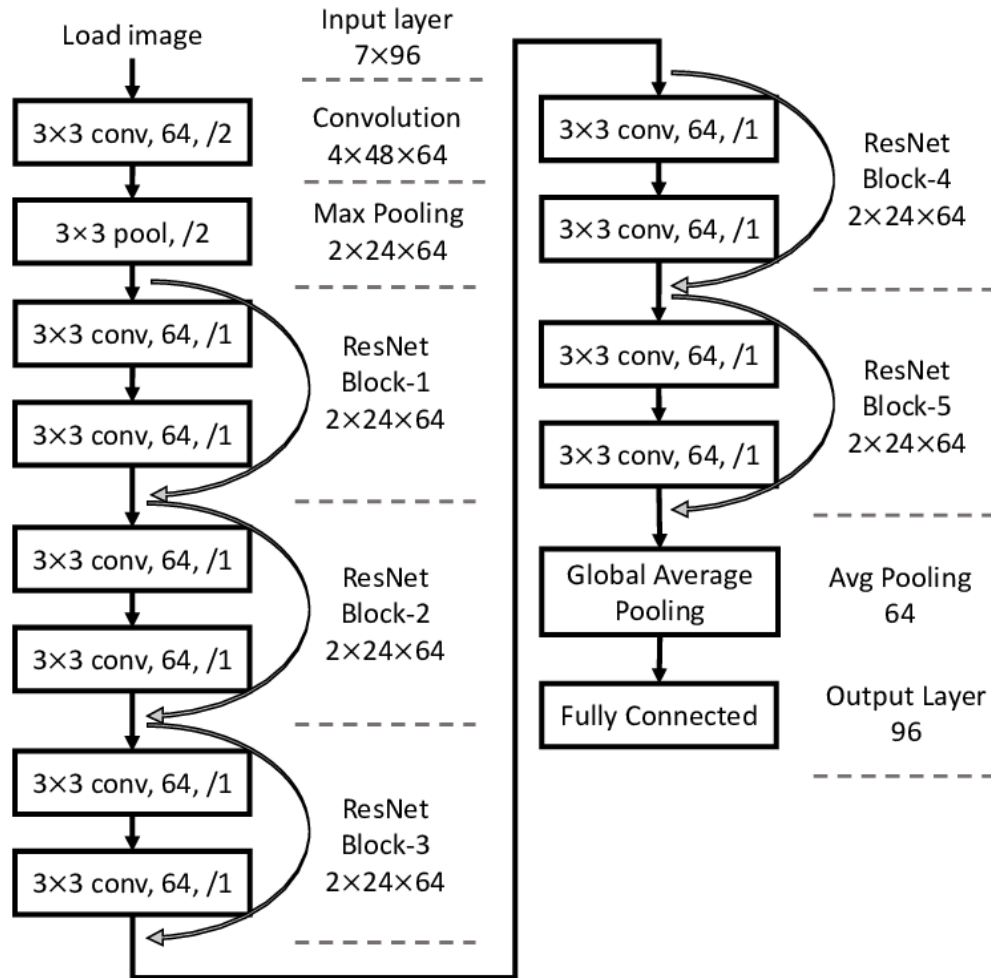 Load image
Input layer
7×96
3×3 conv, 64, /2
Convolution
4×48×64
3×3 pool, /2
Max Pooling
2×24×64
3×3 conv, 64, /1
3×3 conv, 64, /1
ResNet
Block-1
2×24×64
3×3 conv, 64, /1
3×3 conv, 64, /1
ResNet
Block-2
2×24×64
3×3 conv, 64, /1
3×3 conv, 64, /1
ResNet
Block-3
2×24×64
3×3 conv, 64, /1
3×3 conv, 64, /1
ResNet
Block-4
2×24×64
3×3 conv, 64, /1
3×3 conv, 64, /1
ResNet
Block-5
2×24×64
Global Average
Pooling
Avg Pooling
64
Fully Connected
Output Layer
96